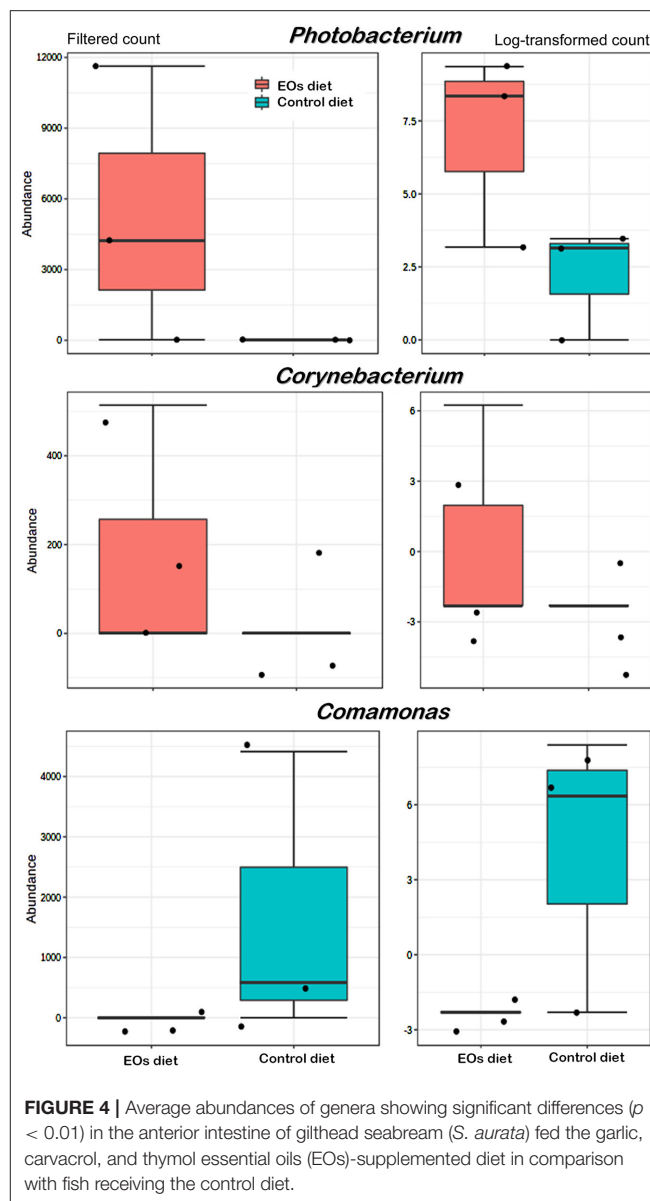 Filtered count
Photobacterium
Log-transformed count
EOs diet
Control diet
Abundance
12000
9000
6000
3000
0
7.5
5.0
2.5
0.0
Corynebacterium
Abundance
400
200
0
6
3
0
-3
Comamonas
Abundance
4000
3000
2000
1000
0
6
3
0
-3
EOs diet
Control diet
EOs diet
Control diet
FIGURE 4 | Average abundances of genera showing significant differences (p
< 0.01) in the anterior intestine of gilthead seabream (S. aurata) fed the garlic,
carvacrol, and thymol essential oils (EOs)-supplemented diet in comparison
with fish receiving the control diet.